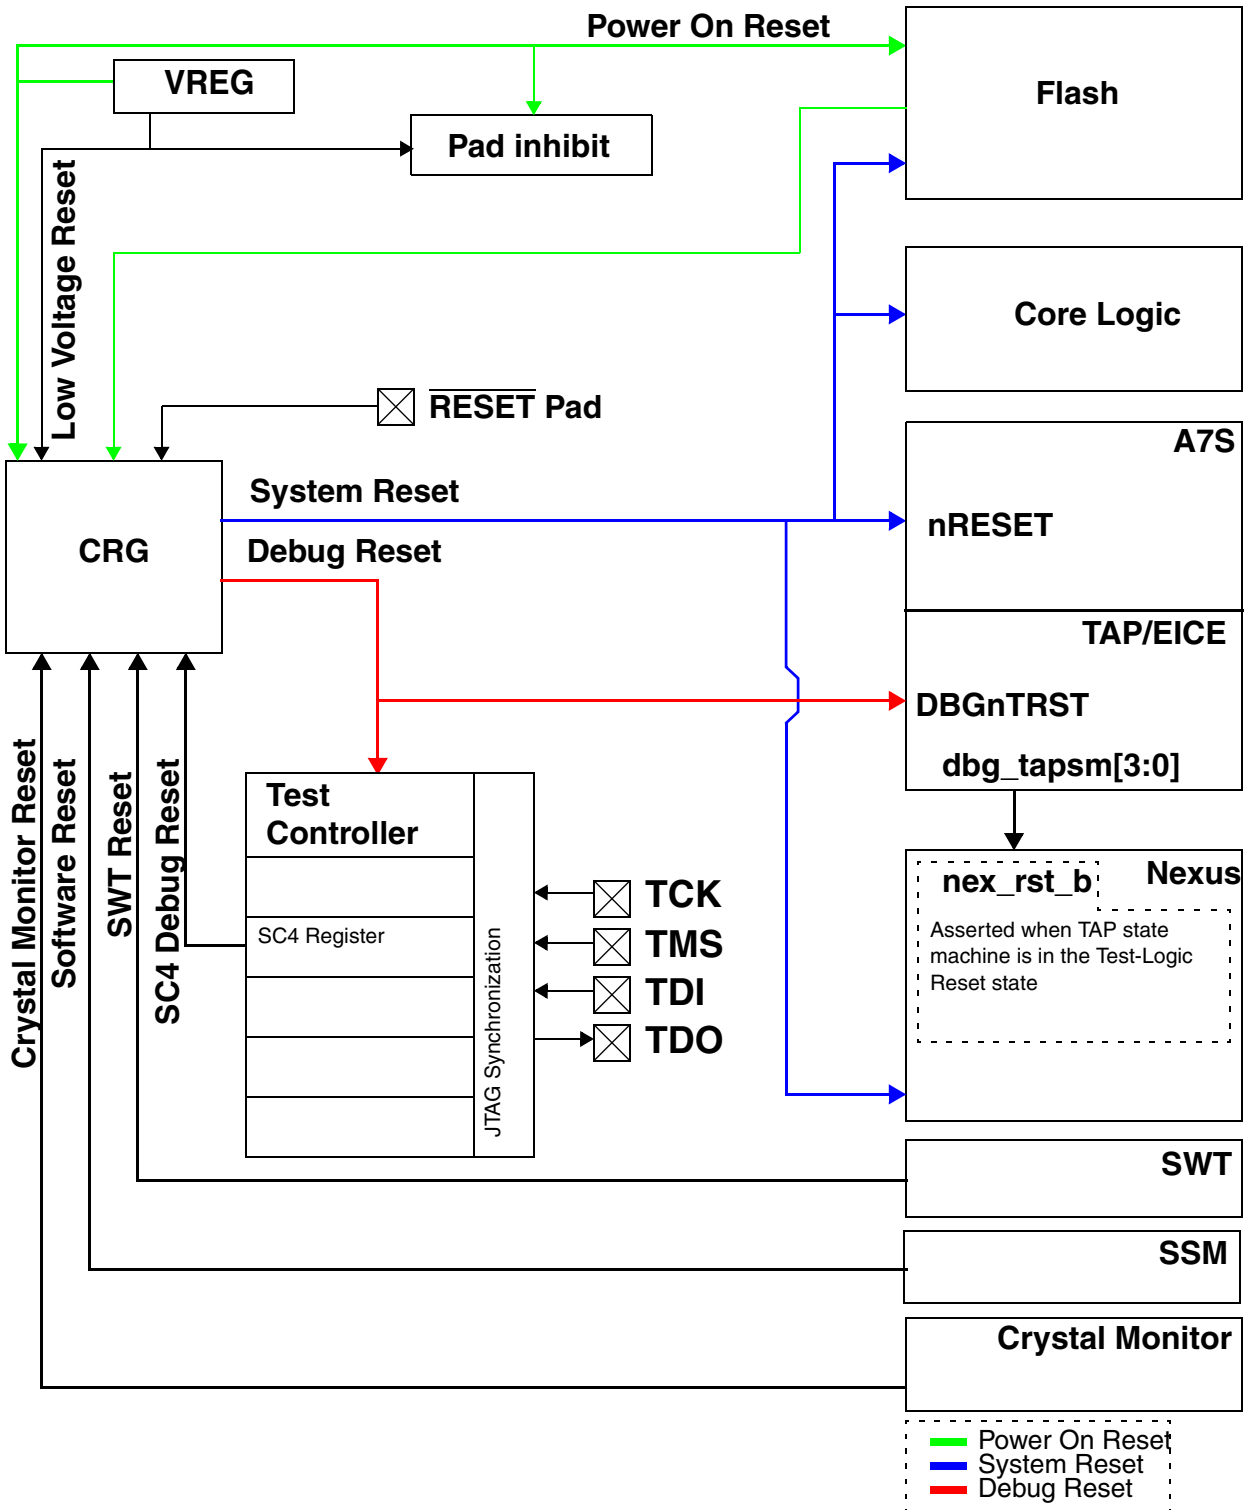 Power On Reset
VREG
Flash
Pad inhibit
Low Voltage Reset
Core Logic
RESET Pad
A7S
System Reset
nRESET
CRG
Debug Reset
TAP/EICE
DBGnTRST
dbg_tapsm[3:0]
Crystal Monitor Reset
Software Reset
SWT Reset
SC4 Debug Reset
Test
Controller
SC4 Register
JTAG Synchronization
TCK
TMS
TDI
TDO
Nexus
nex_rst_b
Asserted when TAP state
machine is in the Test-Logic
Reset state
SWT
SSM
Crystal Monitor
Power On Reset
System Reset
Debug Reset